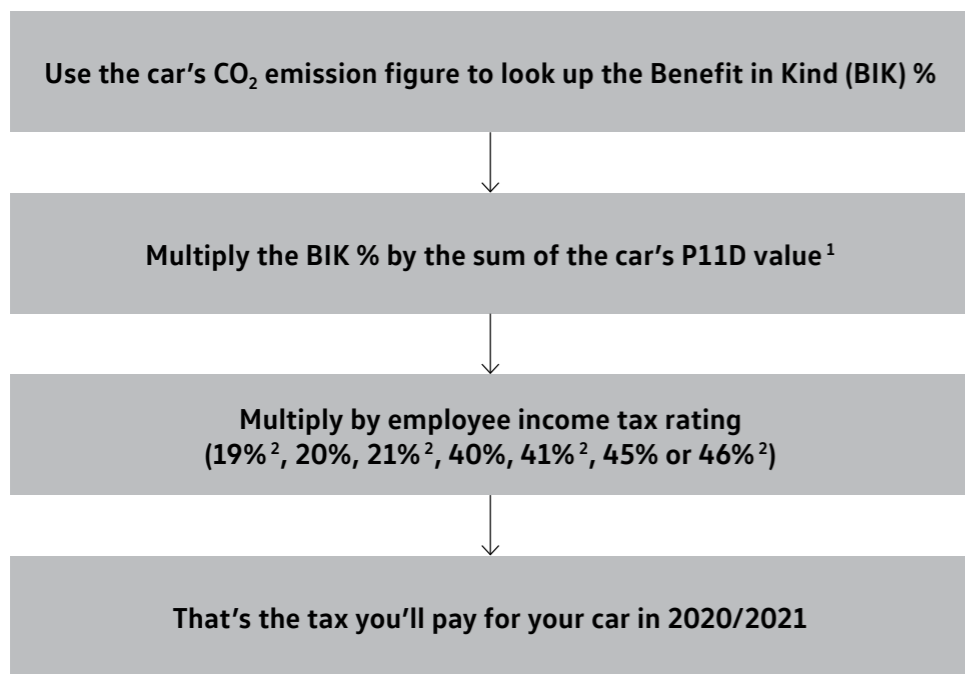 Use the car’s CO₂ emission figure to look up the Benefit in Kind (BIK) %
Multiply the BIK % by the sum of the car’s P11D value ¹
Multiply by employee income tax rating
(19% ², 20%, 21% ², 40%, 41% ², 45% or 46% ²)
That’s the tax you’ll pay for your car in 2020/2021